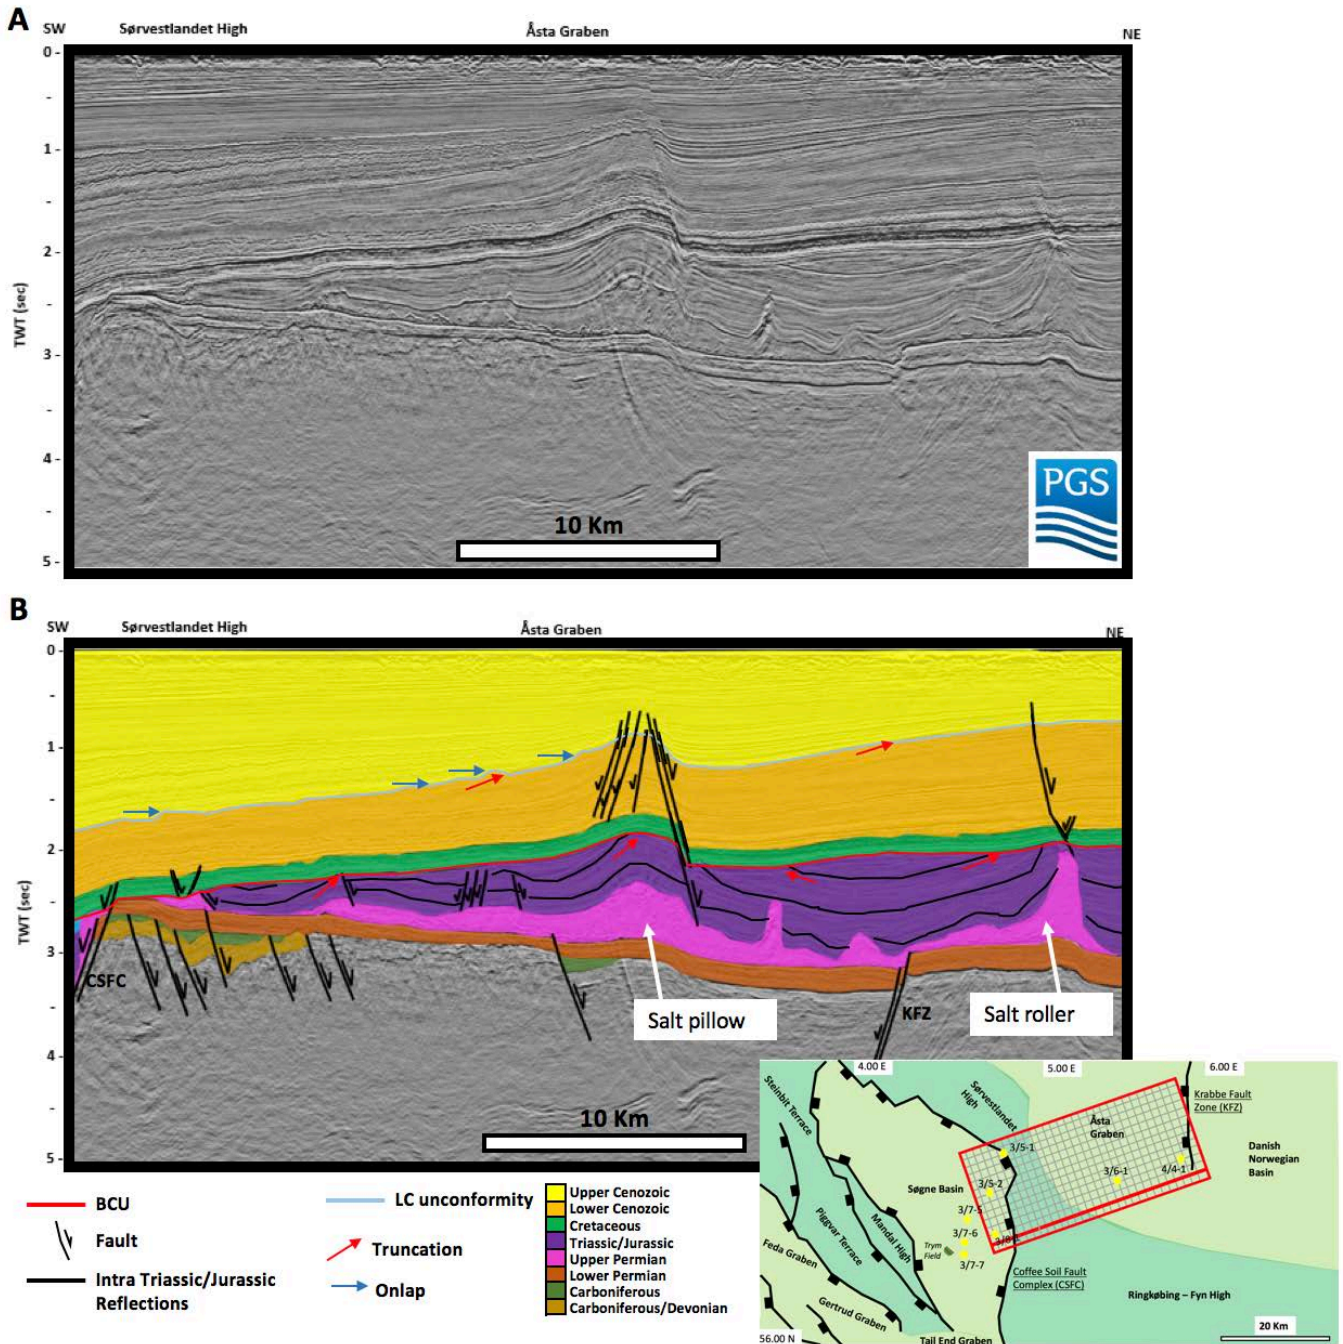 A
SW
Sørvestlandet High
Åsta Graben
NE
0 -
-
1 -
-
2 -
-
3 -
-
4 -
-
5 -
TWT (sec)
PGS
10 Km
B
SW
Sørvestlandet High
Åsta Graben
NE
0 -
-
1 -
-
2 -
-
3 -
-
4 -
-
5 -
TWT (sec)
CSFC
Salt pillow
KFZ
Salt roller
10 Km
BCU
Fault
Intra Triassic/Jurassic
Reflections
LC unconformity
Truncation
Onlap
Upper Cenozoic
Lower Cenozoic
Cretaceous
Triassic/Jurassic
Upper Permian
Lower Permian
Carboniferous
Carboniferous/Devonian
4.00 E
5.00 E
6.00 E
Steinbit Terrace
Sørvestlandet
High
Krabbe Fault
Zone (KFZ)
Åsta
Graben
3/5-1
Danish
Norwegian
Basin
4/4-1
3/6-1
3/5-2
Søgne Basin
3/7-5
3/7-6
3/8-1
Piggvar Terrace
Mandal High
Trym
Field
3/7-7
Feda Graben
Coffee Soil Fault
Complex (CSFC)
Gertrud Graben
Ringkøbing – Fyn High
Tail End Graben
56.00 N
20 Km